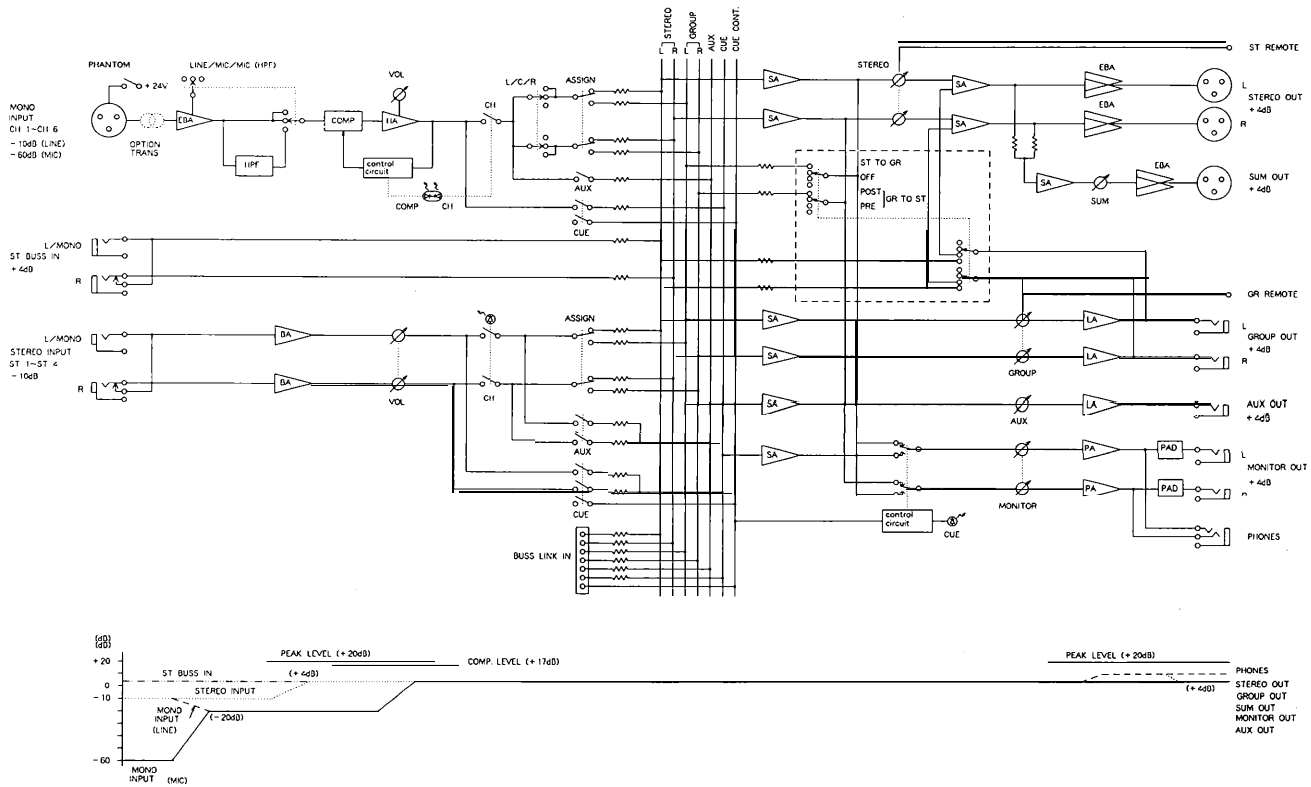 STEREO
GROUP
AUX
CUE
CUE CONT.
L R L R
PHANTOM
+ 24V
LINE/MIC/MIC (HPF)
MONO
INPUT
CH 1~CH 6
- 10dB (LINE)
- 60dB (MIC)
OPTION
TRANS
EBA
HPF
COMP
VOL
control
circuit
COMP
CH
CH
L/C/R
ASSIGN
AUX
CUE
SA
STEREO
ST REMOTE
SA
EBA
L
STEREO OUT
+ 4dB
SA
SA
EBA
R
SA
SUM
EBA
SUM OUT
+ 4dB
ST TO GR
OFF
POST
PRE
GR TO ST
L/MONO
ST BUSS IN
+ 4dB
R
GR REMOTE
L/MONO
STEREO INPUT
ST 1~ST 4
- 10dB
R
BA
BA
VOL
CH
ASSIGN
AUX
CUE
SA
LA
L
GROUP OUT
+ 4dB
SA
GROUP
LA
R
SA
AUX
LA
AUX OUT
+ 4dB
SA
PA
PAD
L
MONITOR OUT
+ 4dB
MONITOR
PA
PAD
control
circuit
CUE
PHONES
BUSS LINK IN
(dB)
(dB)
+ 20
0
- 10
- 60
PEAK LEVEL (+ 20dB)
COMP. LEVEL (+ 17dB)
ST BUSS IN
(+ 4dB)
STEREO INPUT
MONO
INPUT
(LINE)
(- 20dB)
MONO
INPUT (MIC)
PEAK LEVEL (+ 20dB)
(+ 4dB)
PHONES
STEREO OUT
GROUP OUT
SUM OUT
MONITOR OUT
AUX OUT